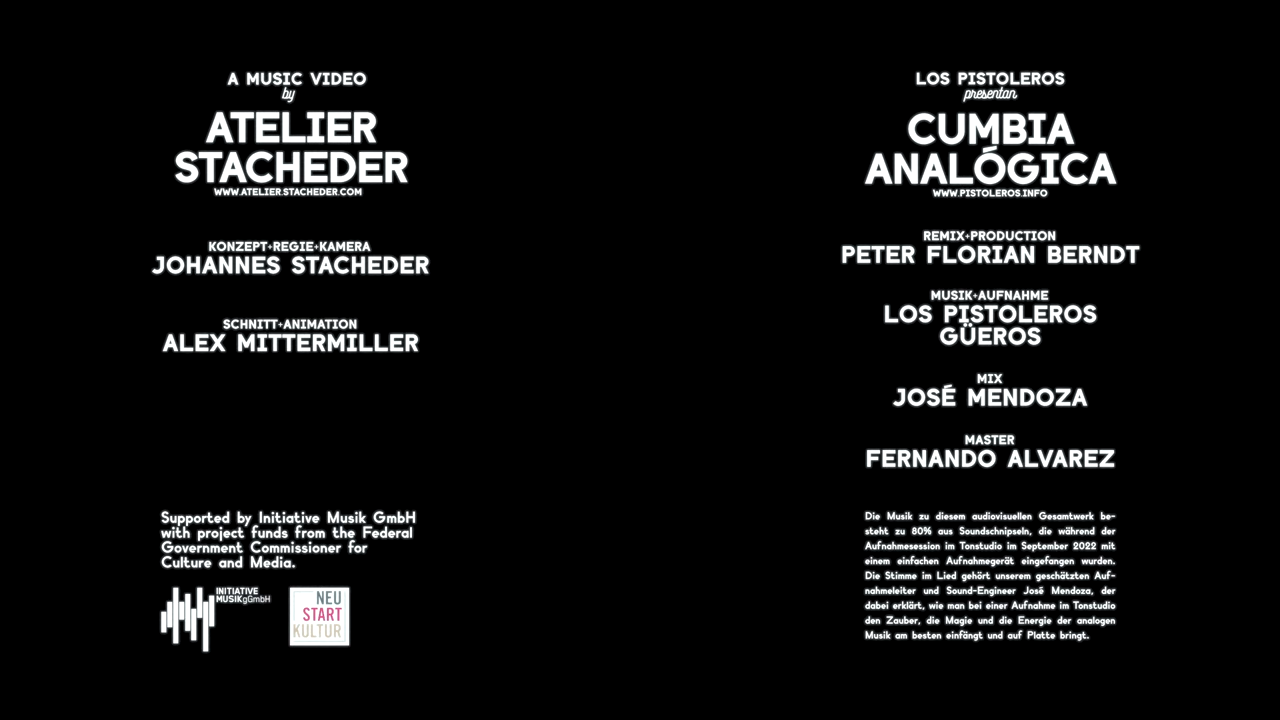 A MUSIC VIDEO
by
ATELIER
STACHEDER
WWW.ATELIER.STACHEDER.COM
KONZEPT+REGIE+KAMERA
JOHANNES STACHEDER
SCHNITT+ANIMATION
ALEX MITTERMILLER
Supported by Initiative Musik GmbH
with project funds from the Federal
Government Commissioner for
Culture and Media.
INITIATIVE
MUSIKgGmbH
NEU
START
KULTUR
LOS PISTOLEROS
presentan
CUMBIA
ANALÓGICA
WWW.PISTOLEROS.INFO
REMIX+PRODUCTION
PETER FLORIAN BERNDT
MUSIK+AUFNAHME
LOS PISTOLEROS
GÜEROS
MIX
JOSÉ MENDOZA
MASTER
FERNANDO ALVAREZ
Die Musik zu diesem audiovisuellen Gesamtwerk be-
steht zu 80% aus Soundschnipseln, die während der
Aufnahmesession im Tonstudio im September 2022 mit
einem einfachen Aufnahmegerät eingefangen wurden.
Die Stimme im Lied gehört unserem geschätzten Auf-
nahmeleiter und Sound-Engineer José Mendoza, der
dabei erklärt, wie man bei einer Aufnahme im Tonstudio
den Zauber, die Magie und die Energie der analogen
Musik am besten einfängt und auf Platte bringt.